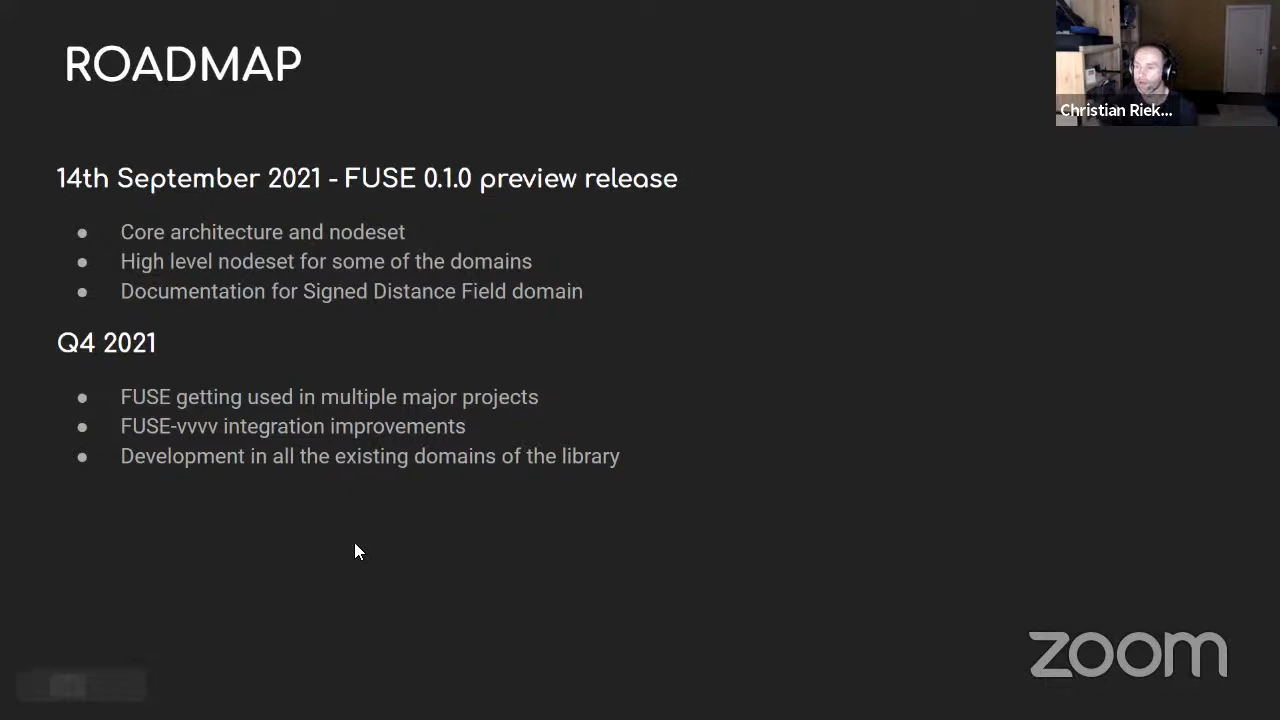 ROADMAP
Christian Riek...
14th September 2021 - FUSE 0.1.0 preview release
● Core architecture and nodeset
● High level nodeset for some of the domains
● Documentation for Signed Distance Field domain
Q4 2021
● FUSE getting used in multiple major projects
● FUSE-vvvv integration improvements
● Development in all the existing domains of the library
zoom